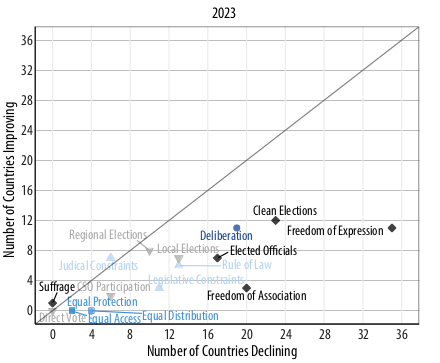 2023
Number of Countries Improving
36
32
28
24
20
16
12
8
4
0
Clean Elections
Freedom of Expression
Regional Elections
Deliberation
Local Elections
Elected Officials
Judicial Constraints
Rule of Law
Legislative Constraints
Suffrage CSO Participation
Freedom of Association
Equal Protection
Direct Vote Equal Access Equal Distribution
0 4 8 12 16 20 24 28 32 36
Number of Countries Declining